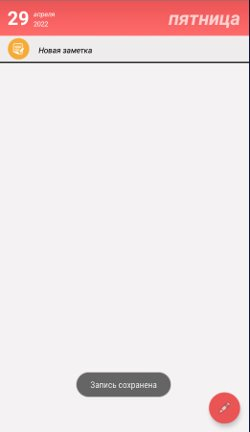 29 апреля
2022
пятница
Новая заметка
Запись сохранена